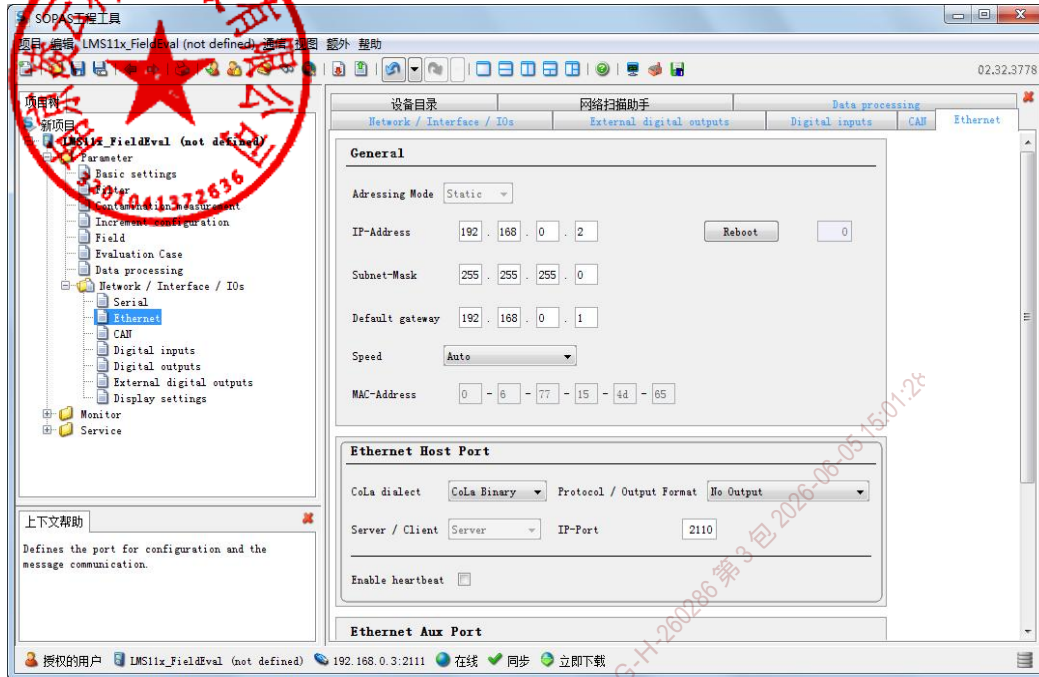 SOPAS工程工具
项目 编辑 LMS11x_FieldEval (not defined) 通信 视图 额外 帮助
02.32.3778
项目树
新项目
LMS11x_FieldEval (not defined)
Parameter
Basic settings
Filter
Contamination measurement
Increment configuration
Field
Evaluation Case
Data processing
Network / Interface / IOs
Serial
Ethernet
CAN
Digital inputs
Digital outputs
External digital outputs
Display settings
Monitor
Service
3201041322636
上下文帮助
Defines the port for configuration and the
message communication.
设备目录 网络扫描助手 Data processing
Network / Interface / IOs External digital outputs Digital inputs CAN Ethernet
General
Adressing Mode Static
IP-Address 192 . 168 . 0 . 2 Reboot 0
Subnet-Mask 255 . 255 . 255 . 0
Default gateway 192 . 168 . 0 . 1
Speed Auto
MAC-Address 0 - 6 - 77 - 15 - 4d - 65
Ethernet Host Port
CoLa dialect CoLa Binary Protocol / Output Format No Output
Server / Client Server IP-Port 2110
Enable heartbeat
Ethernet Aux Port
G-H-260286 第 3 包 2026-06-05 15:01:28
授权的用户 LMS11x_FieldEval (not defined) 192.168.0.3:2111 在线 同步 立即下载